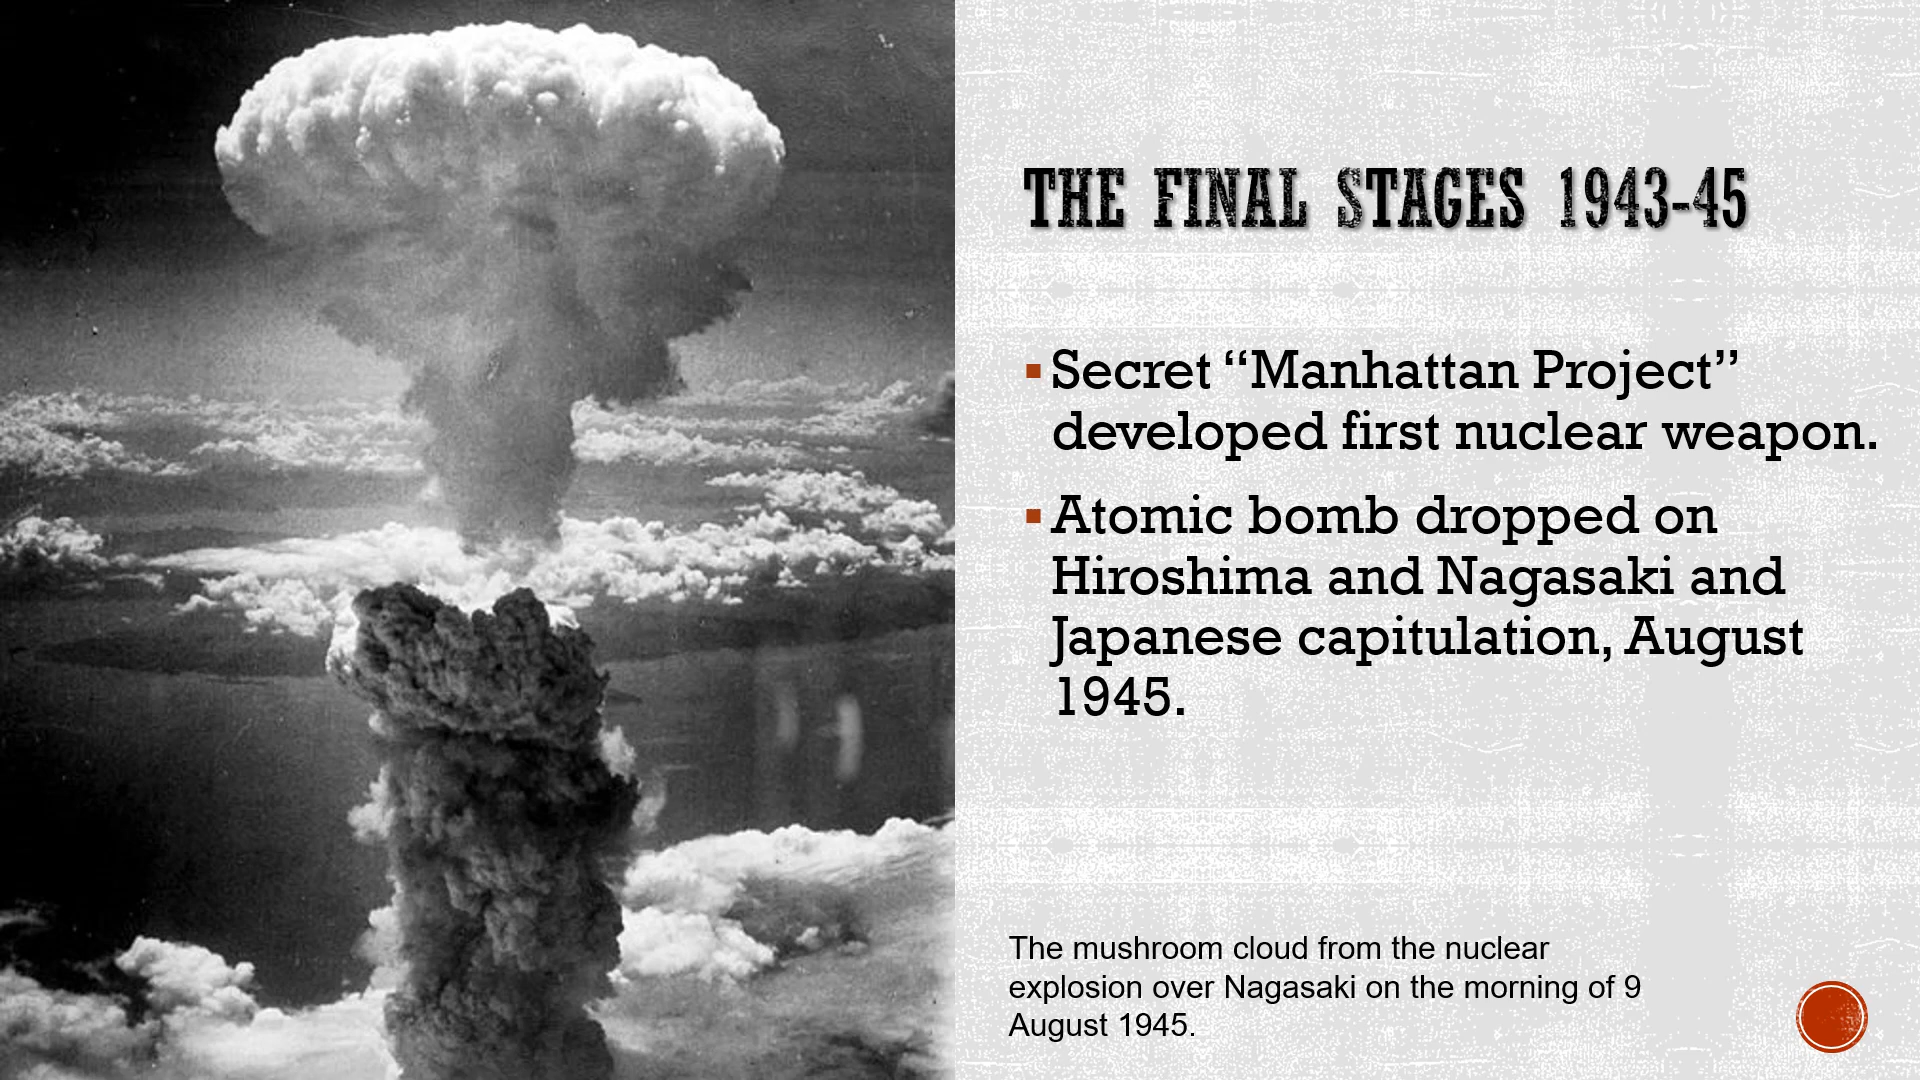 THE FINAL STAGES 1943-45
▪ Secret “Manhattan Project”
developed first nuclear weapon.
▪ Atomic bomb dropped on
Hiroshima and Nagasaki and
Japanese capitulation, August
1945.
The mushroom cloud from the nuclear
explosion over Nagasaki on the morning of 9
August 1945.